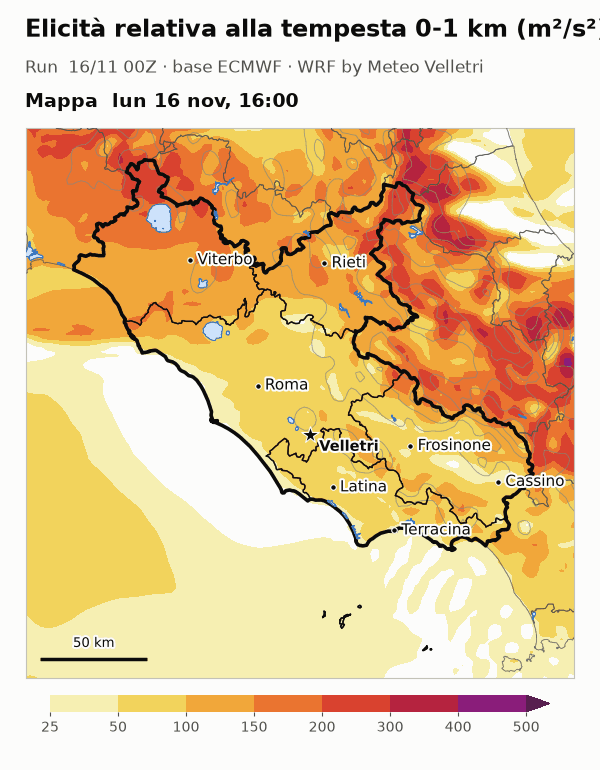 Elicità relativa alla tempesta 0-1 km (m²/s²)
Run 16/11 00Z · base ECMWF · WRF by Meteo Velletri
Mappa lun 16 nov, 16:00
Viterbo
Rieti
Roma
Velletri
Frosinone
Latina
Cassino
Terracina
50 km
25 50 100 150 200 300 400 500